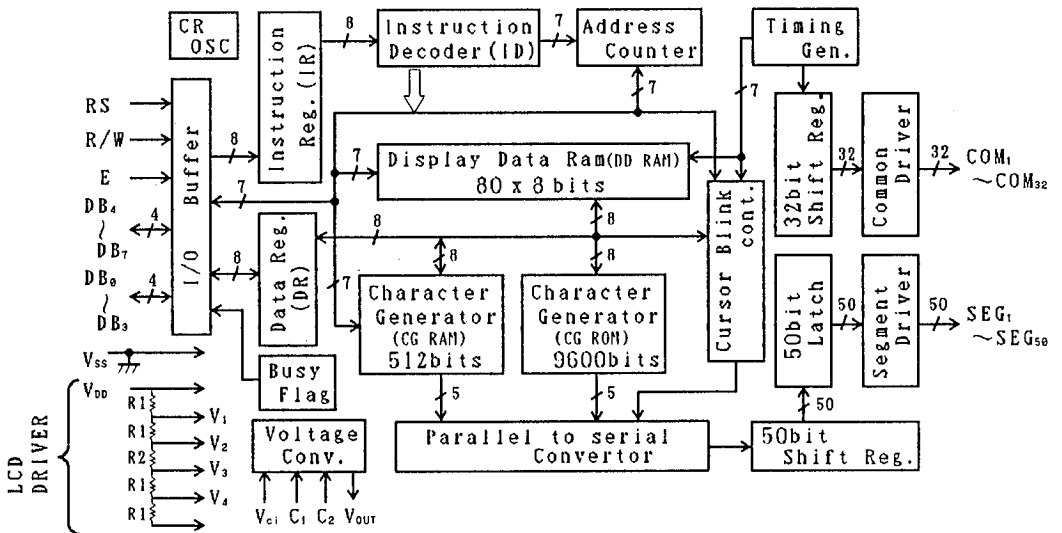 CR
OSC
Instruction
Reg. (IR)
8
Instruction
Decoder(ID)
7
Address
Counter
7
Timing
Gen.
7
RS
R/W
E
DB₄
~
DB₇
DB₀
~
DB₃
4
4
I/O Buffer
8
7
8
Data Reg.
(DR)
Busy
Flag
7
Display Data Ram(DD RAM)
80 x 8 bits
8
8
8
8
7
Character
Generator
(CG RAM)
512bits
Character
Generator
(CG ROM)
9600bits
5
5
Cursor Blink
cont.
32bit
Shift Reg.
32
Common
Driver
32
COM₁
~COM₃₂
50bit
Latch
50
Segment
Driver
50
SEG₁
~SEG₅₀
50
Parallel to serial
Convertor
50bit
Shift Reg.
Vss
VDD
R1
V₁
R1
V₂
R2
V₃
R1
V₄
R1
LCD
DRIVER
Voltage
Conv.
Vci C₁ C₂ VOUT